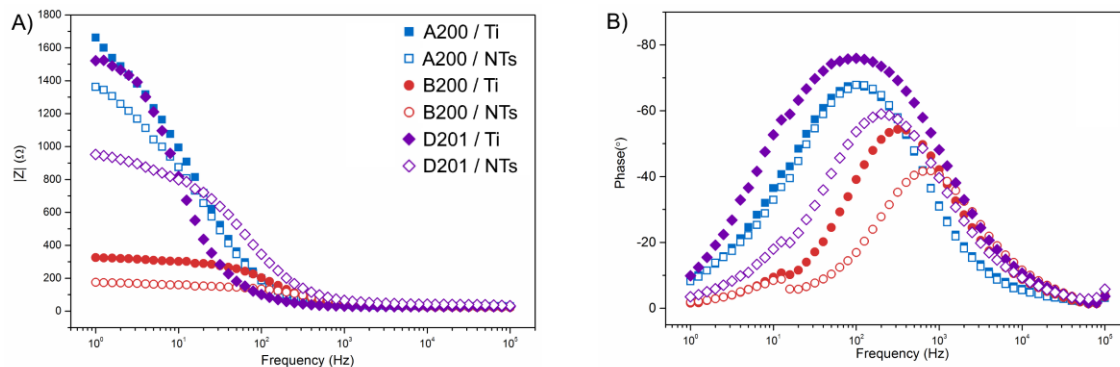 A)
1800
1600
1400
1200
1000
800
600
400
200
0
|Z| (Ω)
10⁰ 10¹ 10² 10³ 10⁴ 10⁵
Frequency (Hz)
A200 / Ti
A200 / NTs
B200 / Ti
B200 / NTs
D201 / Ti
D201 / NTs
B)
-80
-60
-40
-20
0
Phase(°)
10⁰ 10¹ 10² 10³ 10⁴ 10⁵
Frequency (Hz)